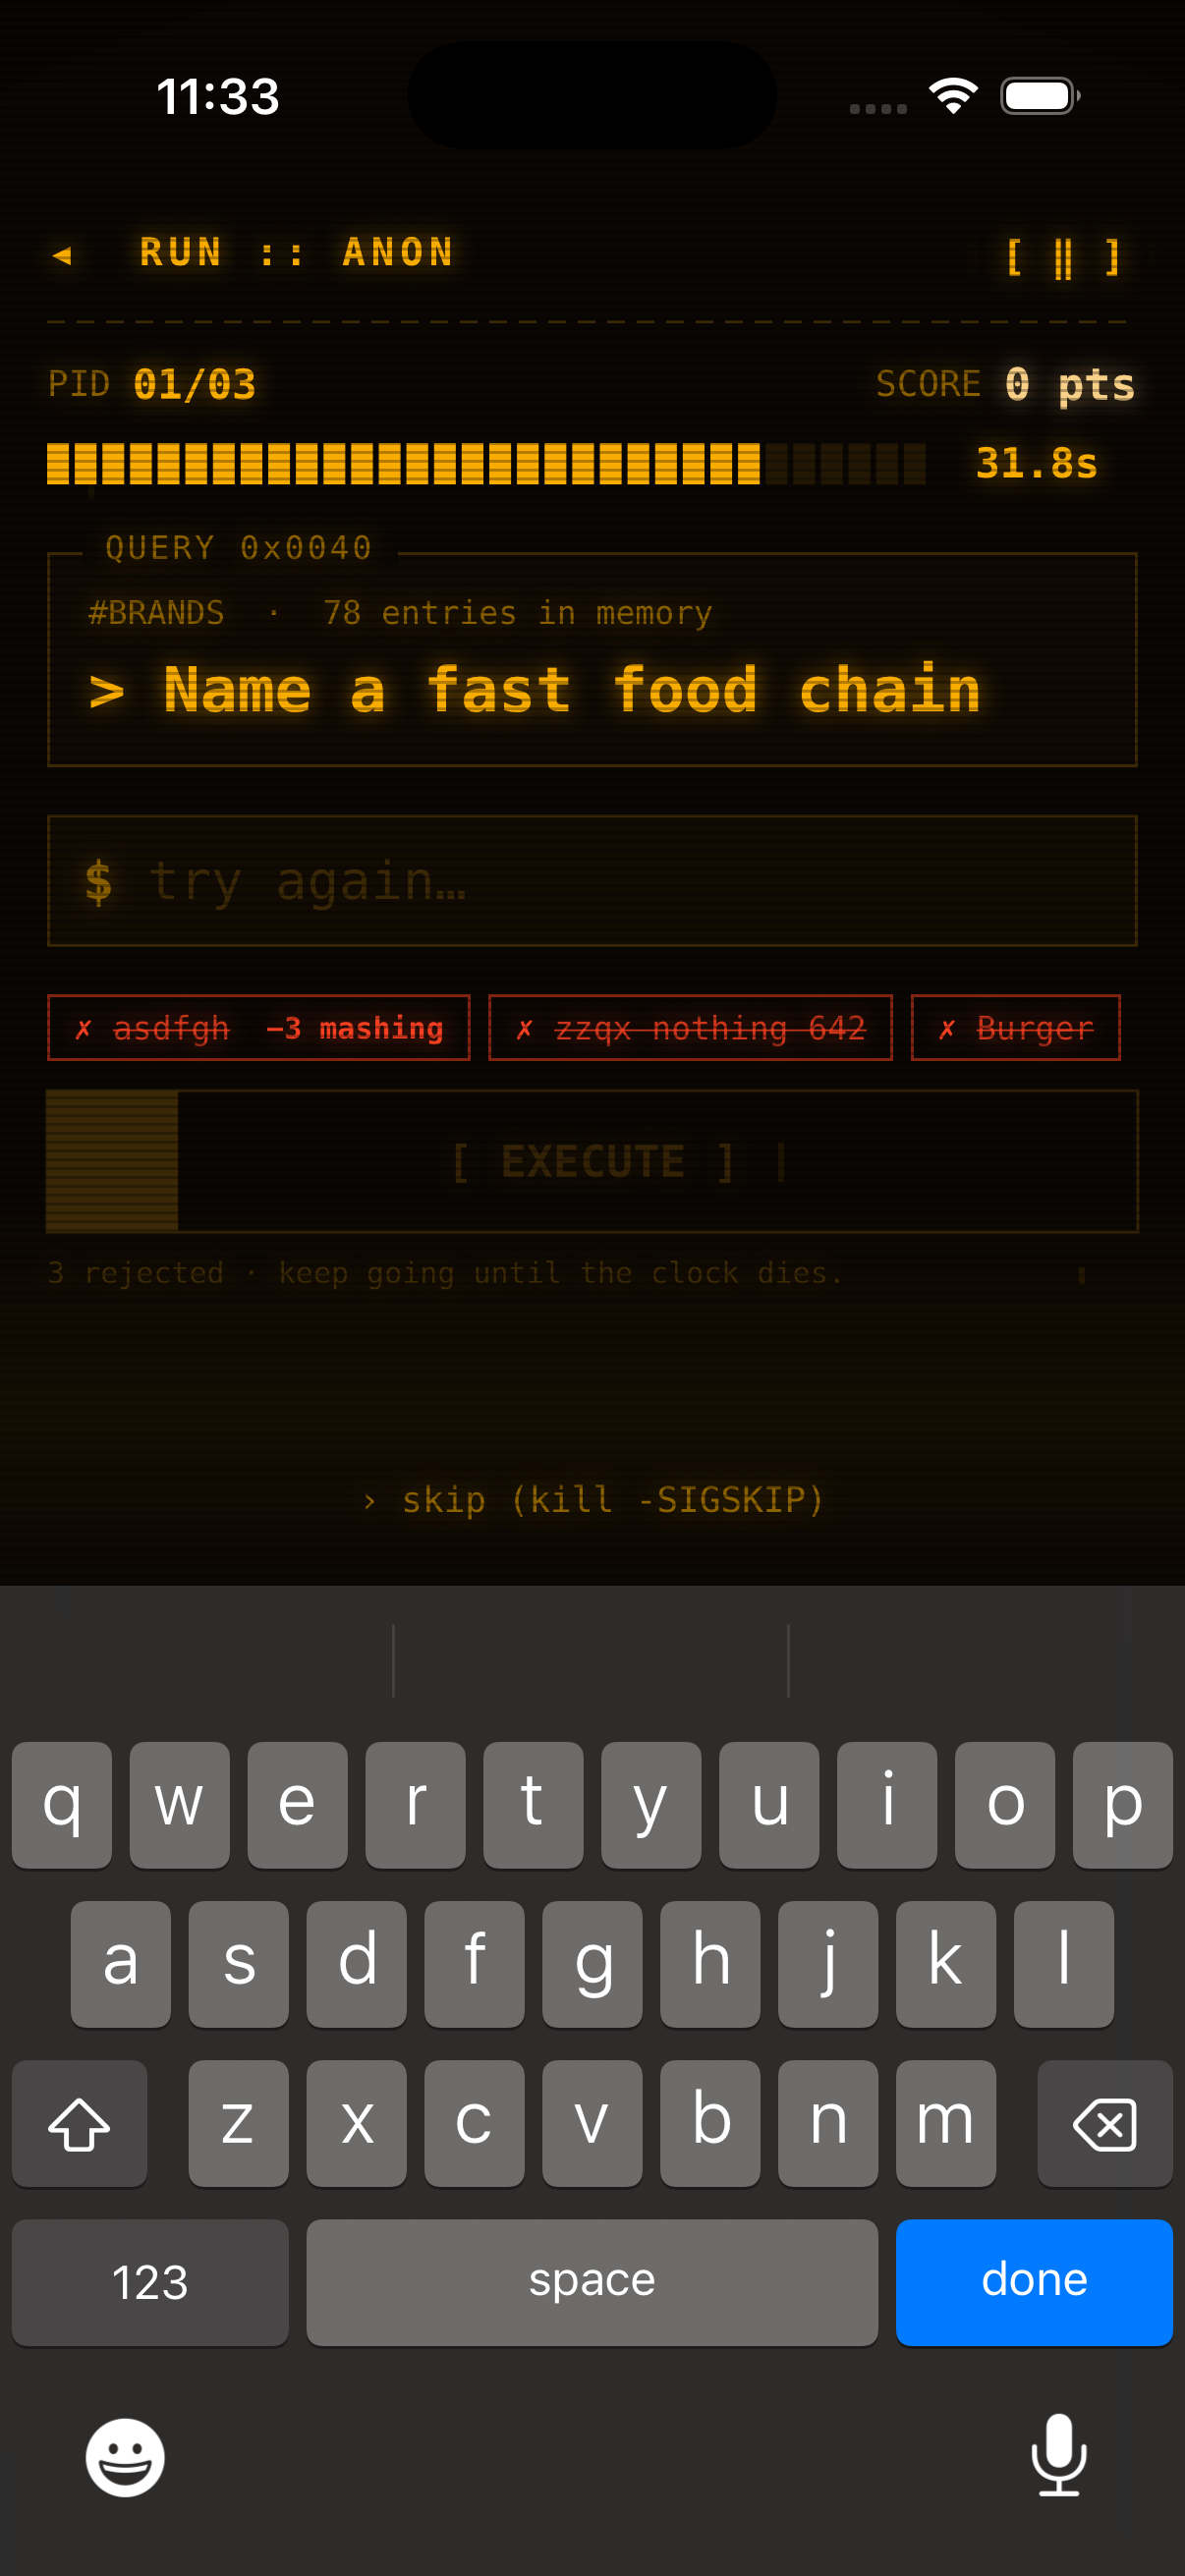 11:33
◂ RUN :: ANON [ ‖ ]
PID 01/03 SCORE 0 pts
31.8s
QUERY 0x0040
#BRANDS · 78 entries in memory
> Name a fast food chain
$ try again…
✗ asdfgh −3 mashing ✗ zzqx nothing 642 ✗ Burger
[ EXECUTE ]
3 rejected · keep going until the clock dies.
› skip (kill -SIGSKIP)
q w e r t y u i o p
a s d f g h j k l
z x c v b n m
123 space done